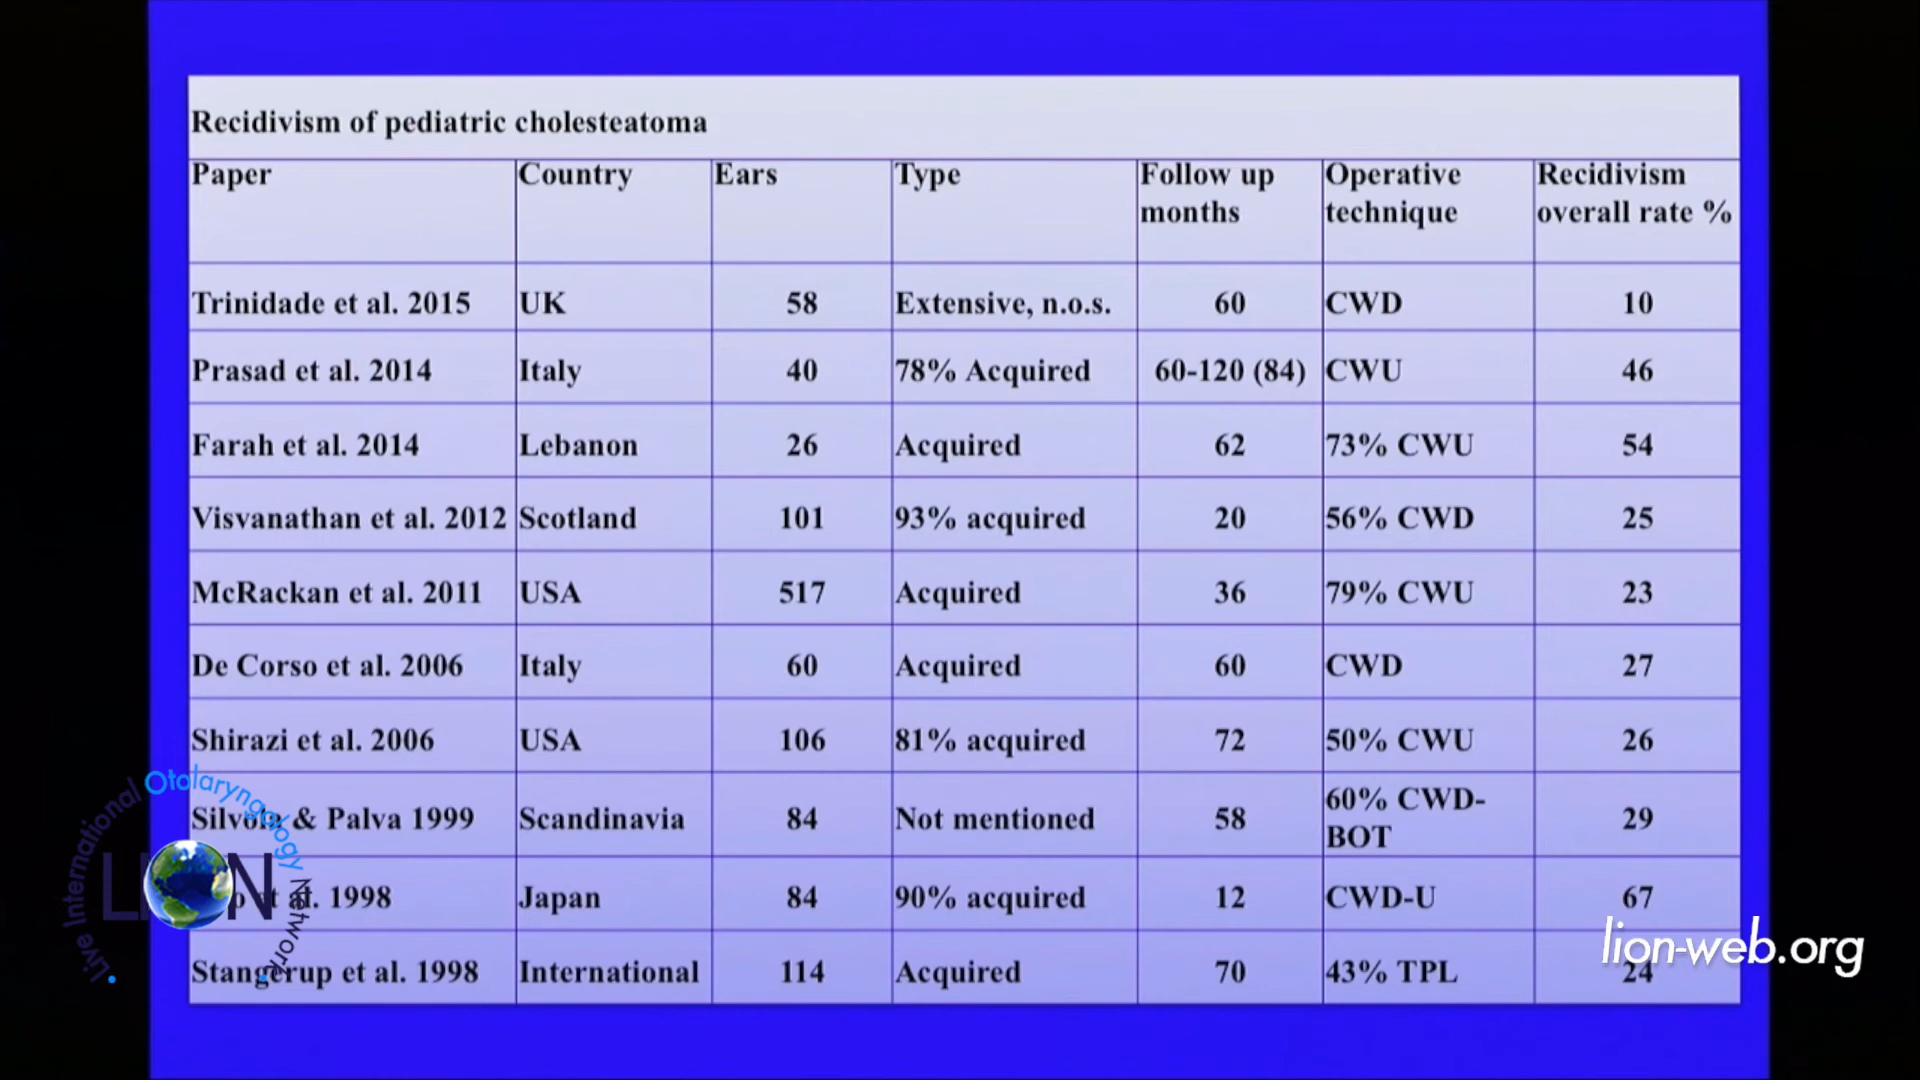 Recidivism of pediatric cholesteatoma
Paper Country Ears Type Follow up months Operative technique Recidivism overall rate %
Trinidade et al. 2015 UK 58 Extensive, n.o.s. 60 CWD 10
Prasad et al. 2014 Italy 40 78% Acquired 60-120 (84) CWU 46
Farah et al. 2014 Lebanon 26 Acquired 62 73% CWU 54
Visvanathan et al. 2012 Scotland 101 93% acquired 20 56% CWD 25
McRackan et al. 2011 USA 517 Acquired 36 79% CWU 23
De Corso et al. 2006 Italy 60 Acquired 60 CWD 27
Shirazi et al. 2006 USA 106 81% acquired 72 50% CWU 26
Silvola & Palva 1999 Scandinavia 84 Not mentioned 58 60% CWD-BOT 29
1998 Japan 84 90% acquired 12 CWD-U 67
Stangerup et al. 1998 International 114 Acquired 70 43% TPL 24
Live International Otolaryngology Network
LION
lion-web.org